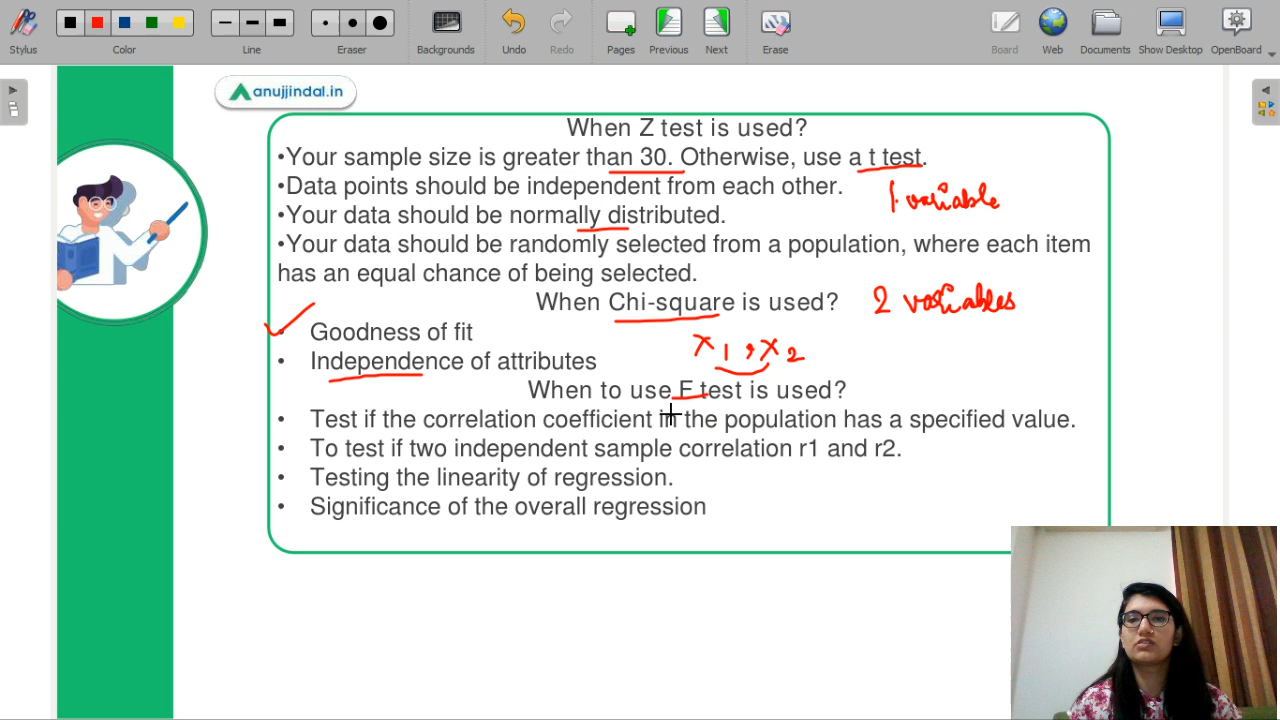 Stylus
Color
Line
Eraser
Backgrounds
Undo
Redo
Pages
Previous
Next
Erase
Board
Web
Documents
Show Desktop
OpenBoard
anujjindal.in
When Z test is used?
•Your sample size is greater than 30. Otherwise, use a t test.
•Data points should be independent from each other.
1 variable
•Your data should be normally distributed.
•Your data should be randomly selected from a population, where each item
has an equal chance of being selected.
When Chi-square is used?
2 variables
• Goodness of fit
x1, x2
• Independence of attributes
When to use F test is used?
• Test if the correlation coefficient in the population has a specified value.
• To test if two independent sample correlation r1 and r2.
• Testing the linearity of regression.
• Significance of the overall regression